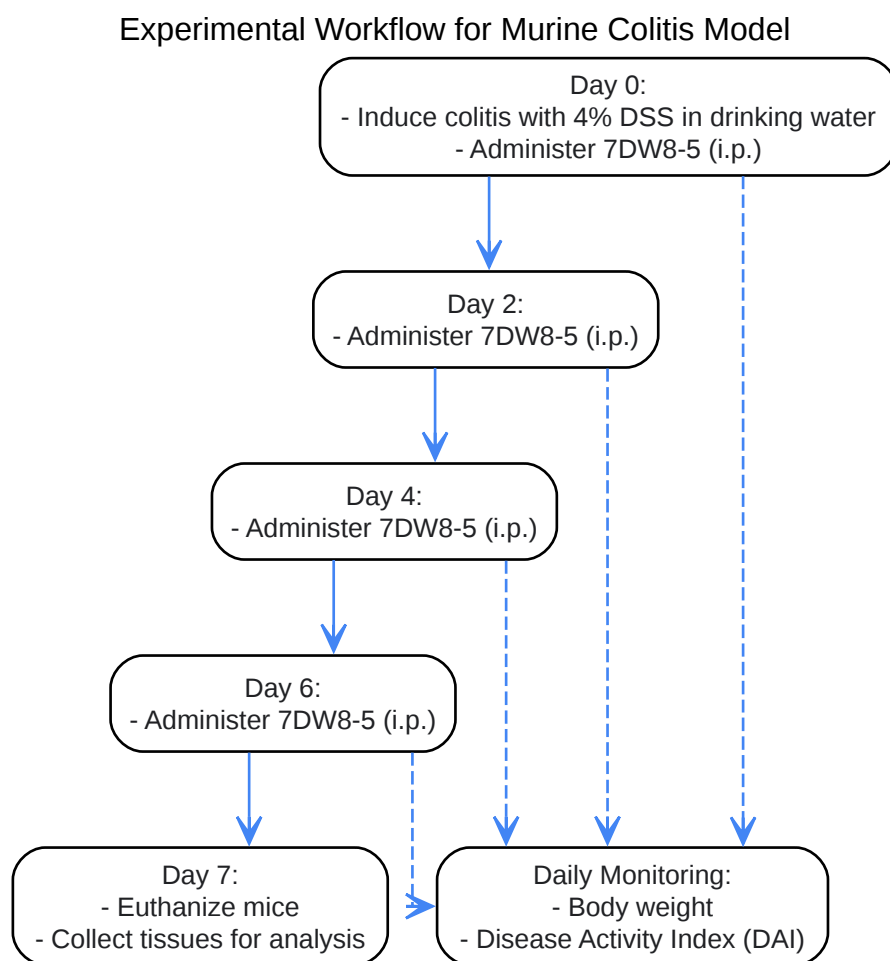 Experimental Workflow for Murine Colitis Model
Day 0:
- Induce colitis with 4% DSS in drinking water
- Administer 7DW8-5 (i.p.)
Day 2:
- Administer 7DW8-5 (i.p.)
Day 4:
- Administer 7DW8-5 (i.p.)
Day 6:
- Administer 7DW8-5 (i.p.)
Day 7:
- Euthanize mice
- Collect tissues for analysis
Daily Monitoring:
- Body weight
- Disease Activity Index (DAI)